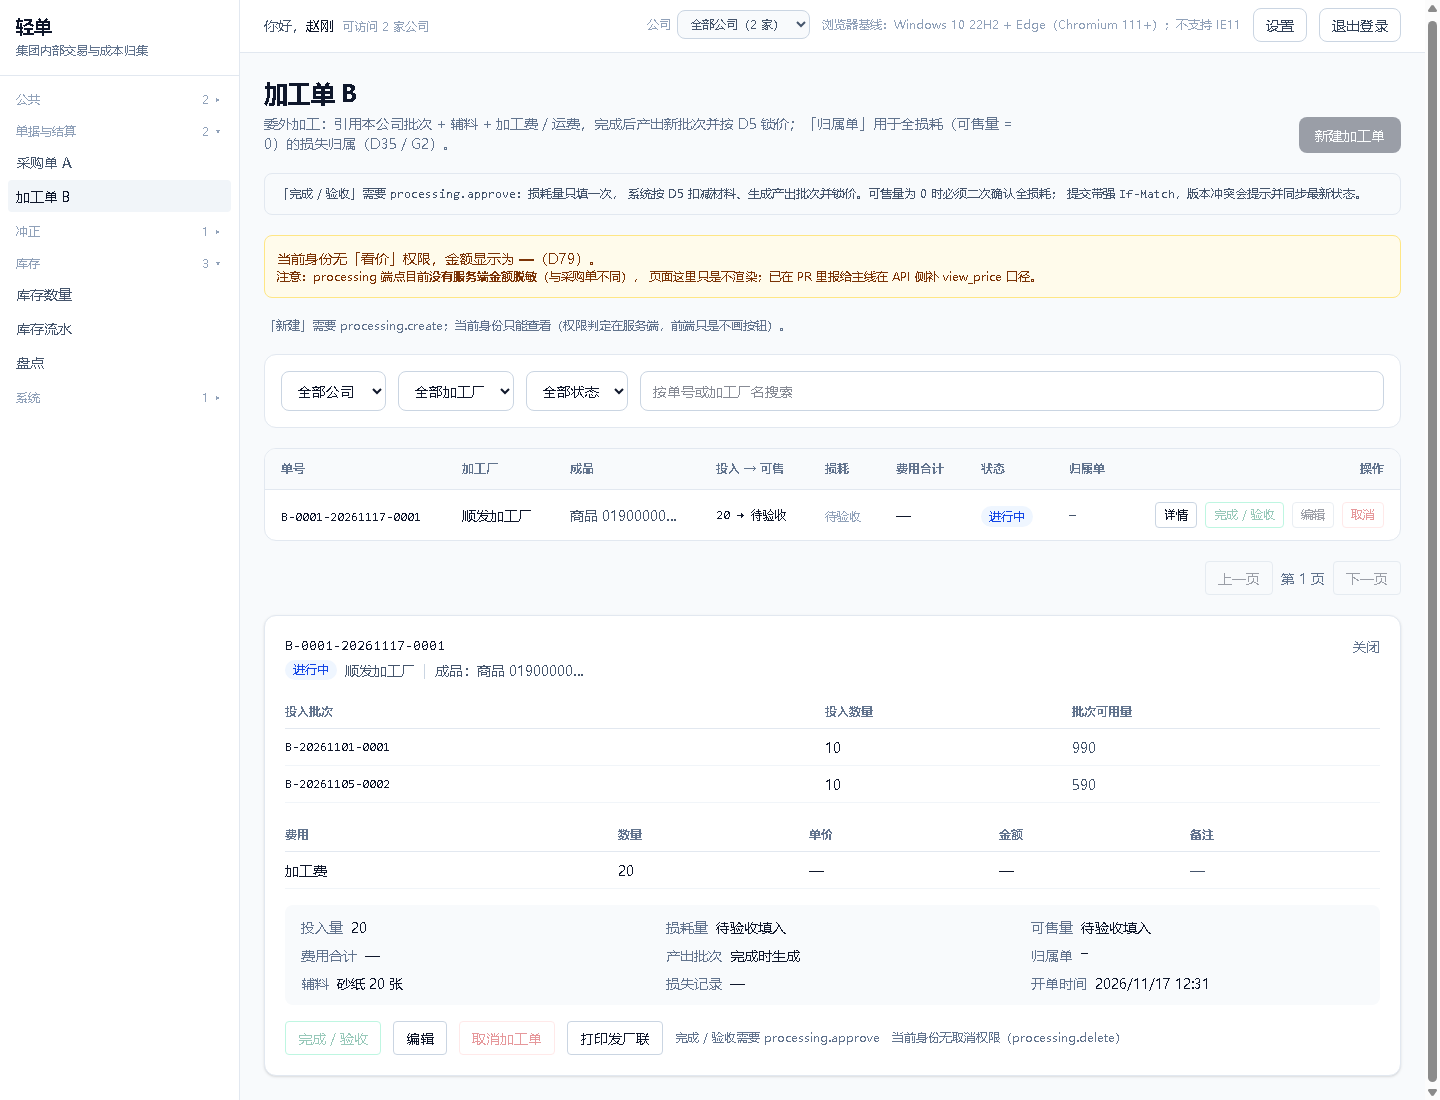 轻单
集团内部交易与成本归集
公共 2 ▸
单据与结算 2 ▾
采购单 A
加工单 B
冲正 1 ▸
库存 3 ▾
库存数量
库存流水
盘点
系统 1 ▸
你好，赵刚 可访问 2 家公司 公司 全部公司（2 家） 浏览器基线：Windows 10 22H2 + Edge（Chromium 111+）；不支持 IE11 设置 退出登录
加工单 B
委外加工：引用本公司批次 + 辅料 + 加工费 / 运费，完成后产出新批次并按 D5 锁价；「归属单」用于全损耗（可售量 =
0）的损失归属（D35 / G2）。
新建加工单
「完成 / 验收」需要 processing.approve：损耗量只填一次， 系统按 D5 扣减材料、生成产出批次并锁价。可售量为 0 时必须二次确认全损耗； 提交带强 If-Match，版本冲突会提示并同步最新状态。
当前身份无「看价」权限，金额显示为 —（D79）。
注意：processing 端点目前没有服务端金额脱敏（与采购单不同）， 页面这里只是不渲染；已在 PR 里报给主线在 API 侧补 view_price 口径。
「新建」需要 processing.create；当前身份只能查看（权限判定在服务端，前端只是不画按钮）。
全部公司 全部加工厂 全部状态 按单号或加工厂名搜索
单号 加工厂 成品 投入 → 可售 损耗 费用合计 状态 归属单 操作
B-0001-20261117-0001 顺发加工厂 商品 01900000... 20 → 待验收 待验收 — 进行中 – 详情 完成 / 验收 编辑 取消
上一页 第 1 页 下一页
B-0001-20261117-0001 关闭
进行中 顺发加工厂 成品：商品 01900000...
投入批次 投入数量 批次可用量
B-20261101-0001 10 990
B-20261105-0002 10 590
费用 数量 单价 金额 备注
加工费 20 — — —
投入量 20 损耗量 待验收填入 可售量 待验收填入
费用合计 — 产出批次 完成时生成 归属单 –
辅料 砂纸 20 张 损失记录 — 开单时间 2026/11/17 12:31
完成 / 验收 编辑 取消加工单 打印发厂联 完成 / 验收需要 processing.approve 当前身份无取消权限（processing.delete）